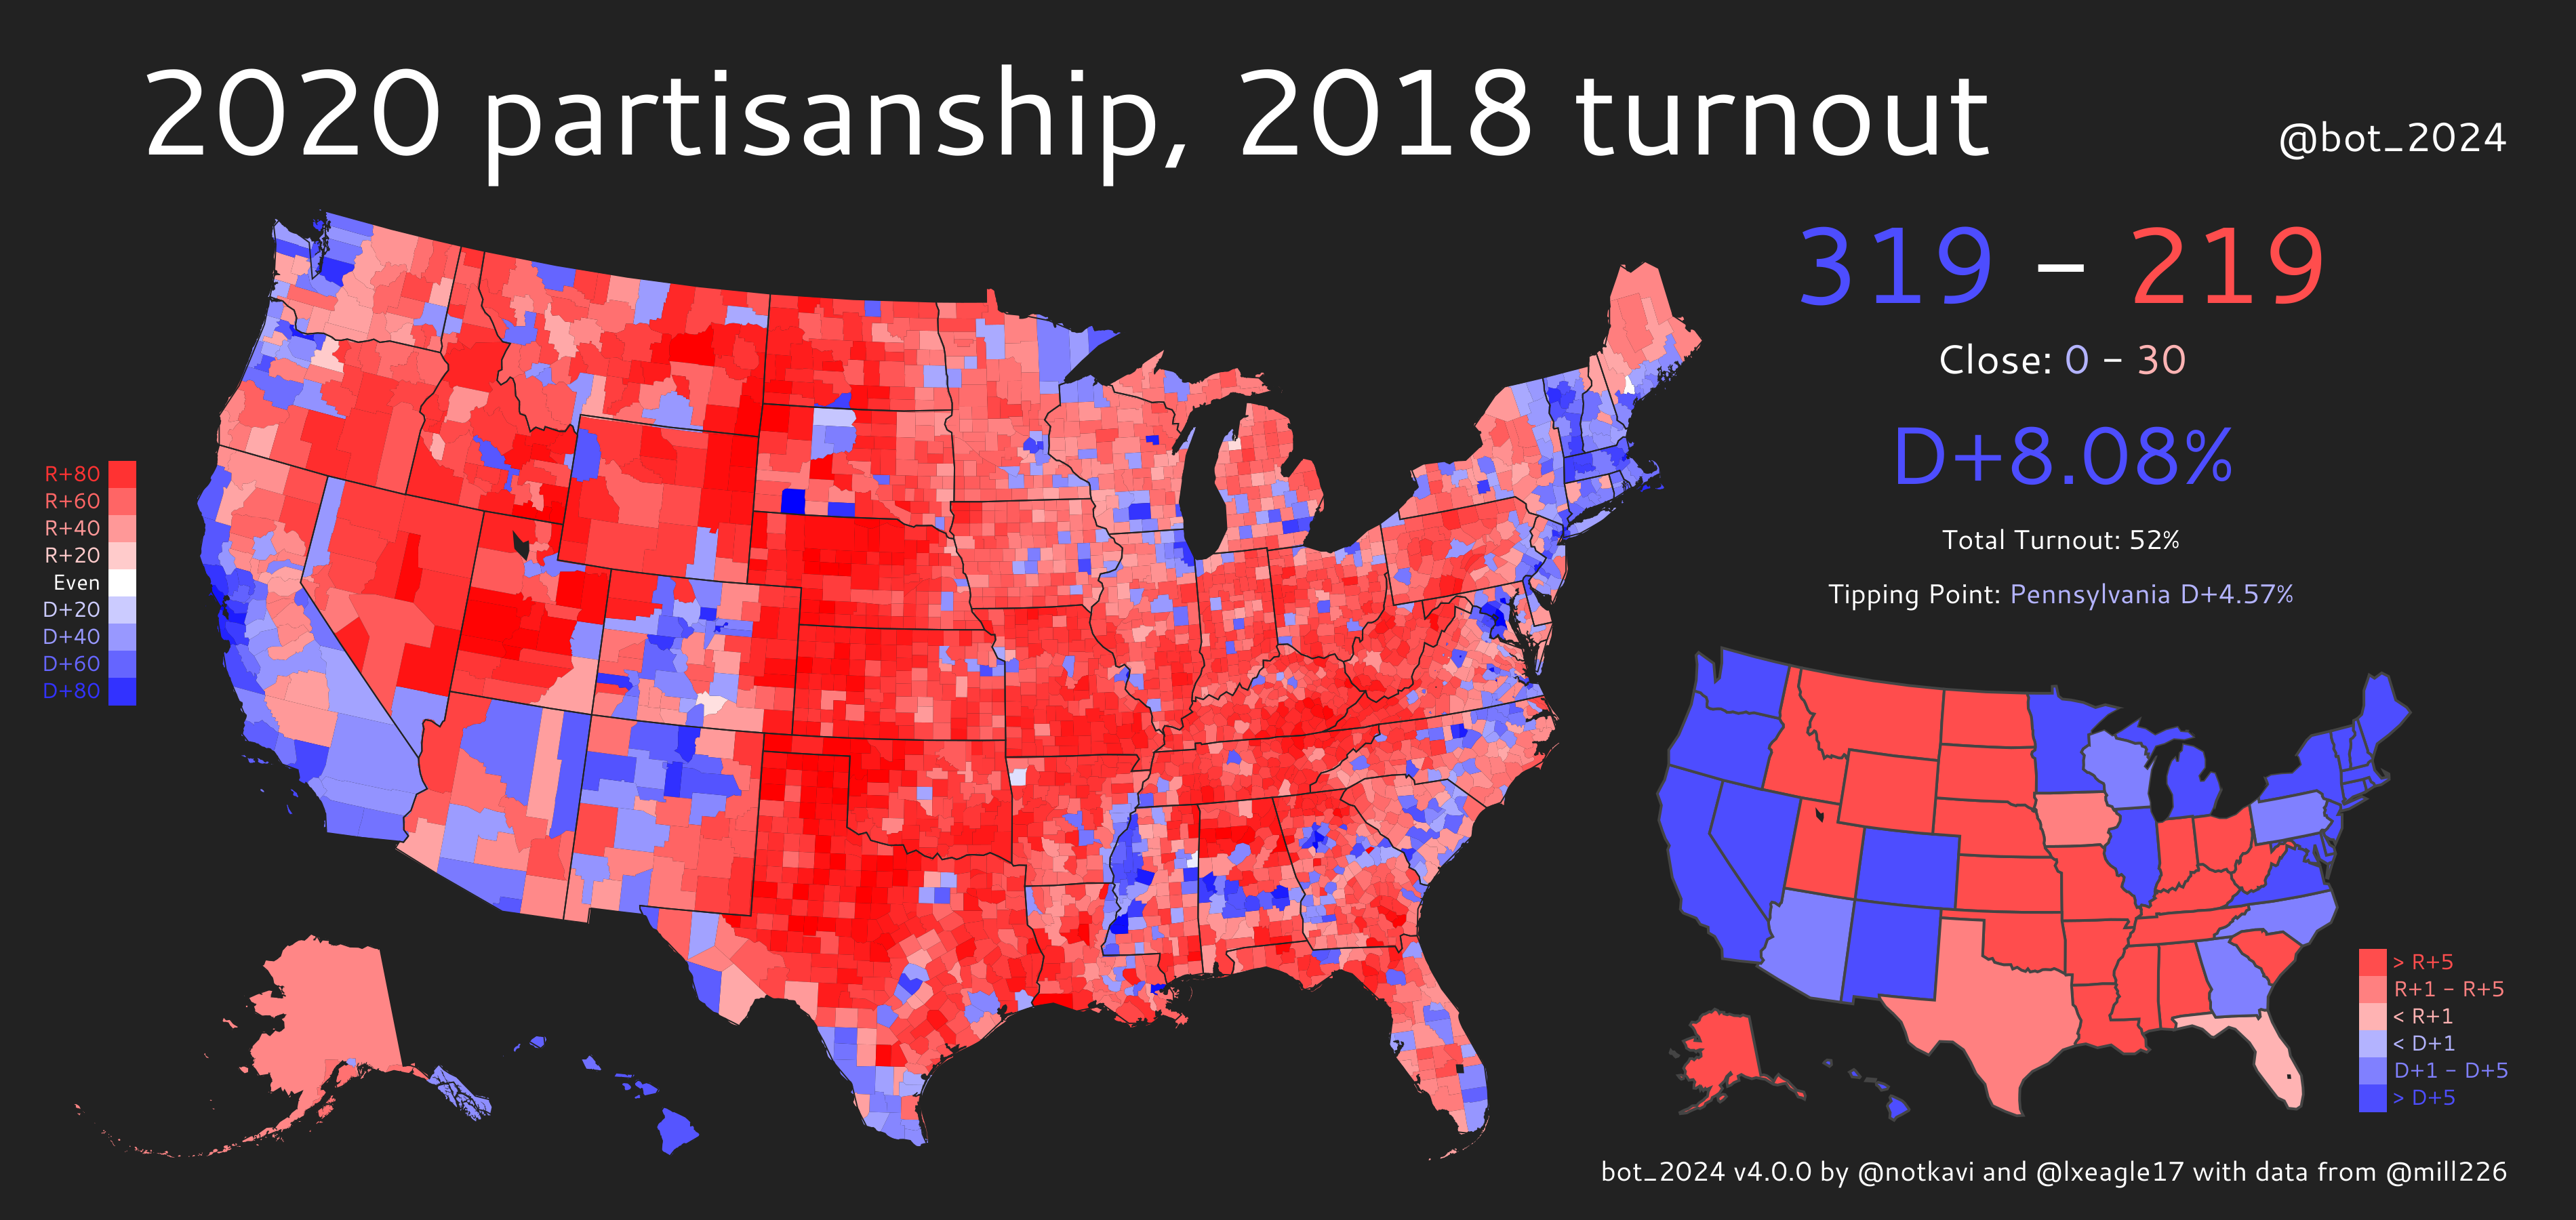 2020 partisanship, 2018 turnout
@bot_2024
319 – 219
Close: 0 – 30
D+8.08%
Total Turnout: 52%
Tipping Point: Pennsylvania D+4.57%
R+80
R+60
R+40
R+20
Even
D+20
D+40
D+60
D+80
> R+5
R+1 – R+5
< R+1
< D+1
D+1 – D+5
> D+5
bot_2024 v4.0.0 by @notkavi and @lxeagle17 with data from @mill226